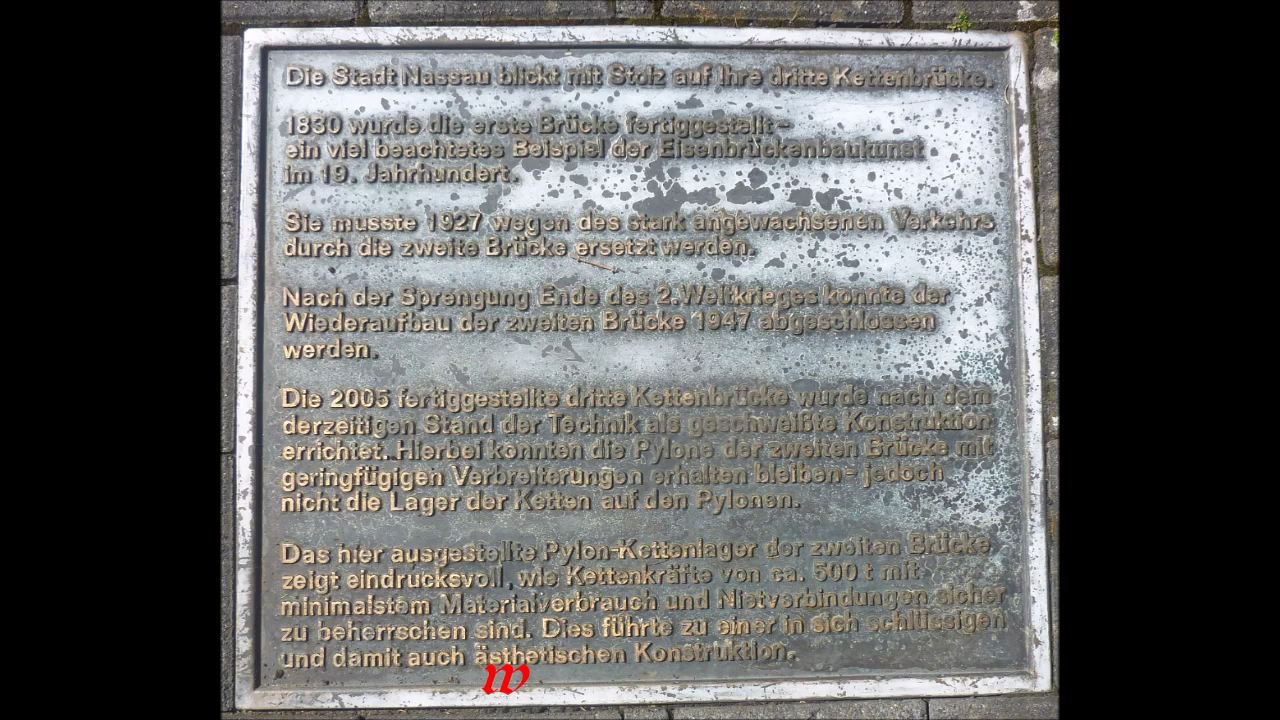 Die Stadt Nassau blickt mit Stolz auf Ihre dritte Kettenbrücke.
1830 wurde die erste Brücke fertiggestellt -
ein viel beachtetes Beispiel der Eisenbrückenbaukunst
im 19. Jahrhundert.
Sie musste 1927 wegen des stark angewachsenen Verkehrs
durch die zweite Brücke ersetzt werden.
Nach der Sprengung Ende des 2. Weltkrieges konnte der
Wiederaufbau der zweiten Brücke 1947 abgeschlossen
werden.
Die 2005 fertiggestellte dritte Kettenbrücke wurde nach dem
derzeitigen Stand der Technik als geschweißte Konstruktion
errichtet. Hierbei konnten die Pylone der zweiten Brücke mit
geringfügigen Verbreiterungen erhalten bleiben - jedoch
nicht die Lager der Ketten auf den Pylonen.
Das hier ausgestellte Pylon-Kettenlager der zweiten Brücke
zeigt eindrucksvoll, wie Kettenkräfte von ca. 500 t mit
minimalstem Materialverbrauch und Nietverbindungen sicher
zu beherrschen sind. Dies führte zu einer in sich schlüssigen
und damit auch ästhetischen Konstruktion.
w